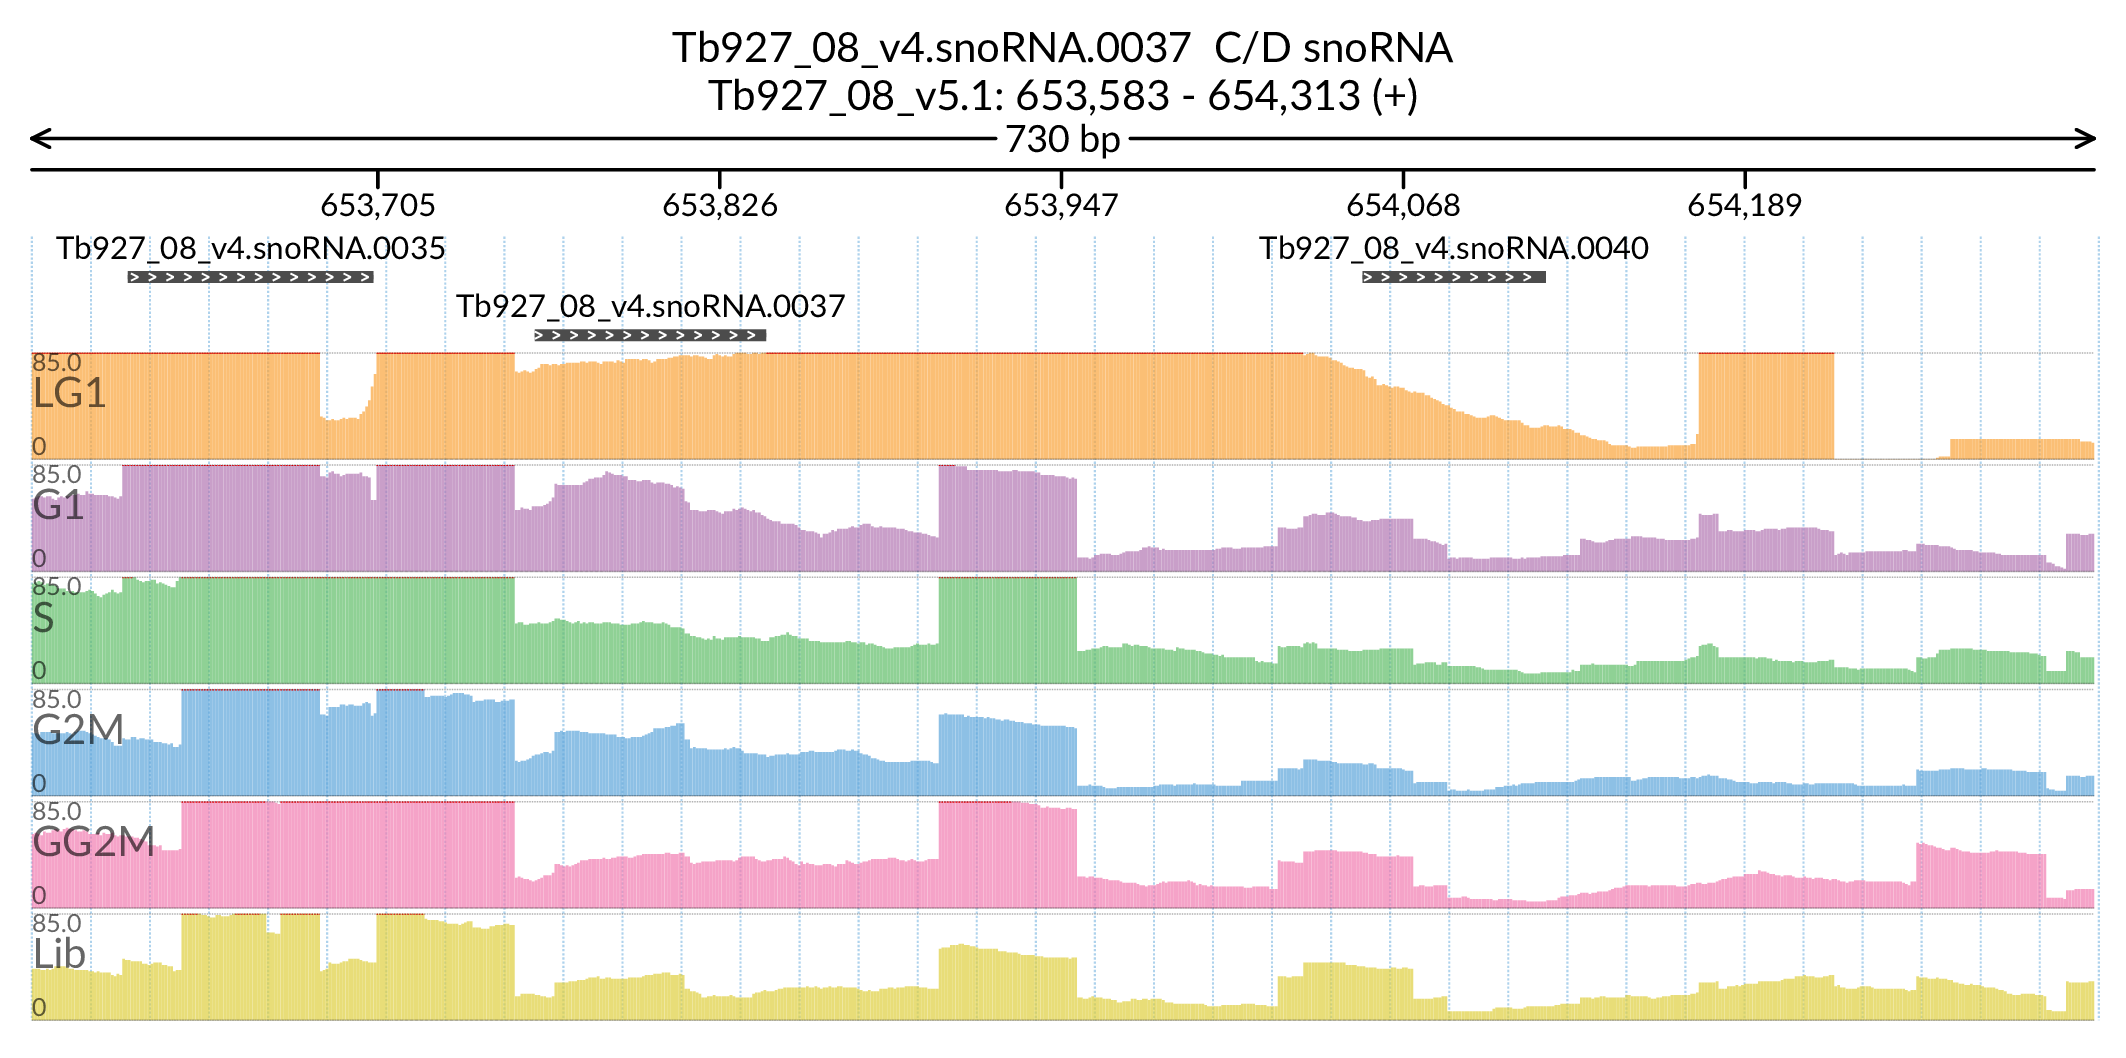 Tb927_08_v4.snoRNA.0037 C/D snoRNA
Tb927_08_v5.1: 653,583 - 654,313 (+)
730 bp
653,705 653,826 653,947 654,068 654,189
Tb927_08_v4.snoRNA.0035 Tb927_08_v4.snoRNA.0040
Tb927_08_v4.snoRNA.0037
85.0
LG1
0
85.0
G1
0
85.0
S
0
85.0
G2M
0
85.0
GG2M
0
85.0
Lib
0